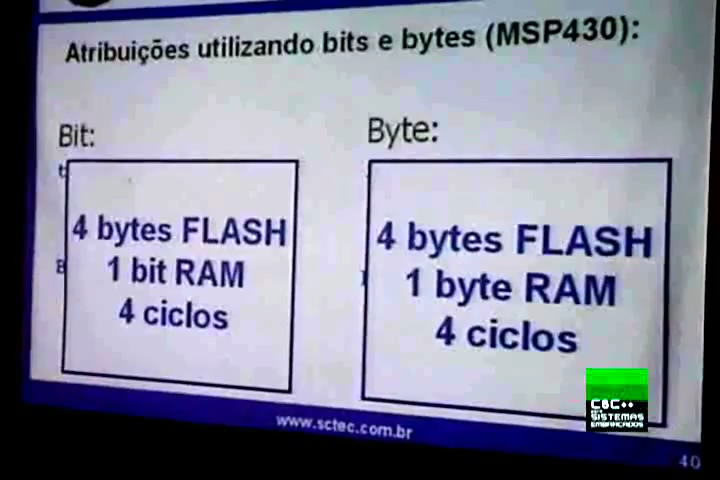 Atribuições utilizando bits e bytes (MSP430):
Bit:
4 bytes FLASH
1 bit RAM
4 ciclos
Byte:
4 bytes FLASH
1 byte RAM
4 ciclos
C&C++
SISTEMAS
EMBARCADOS
www.sctec.com.br
40